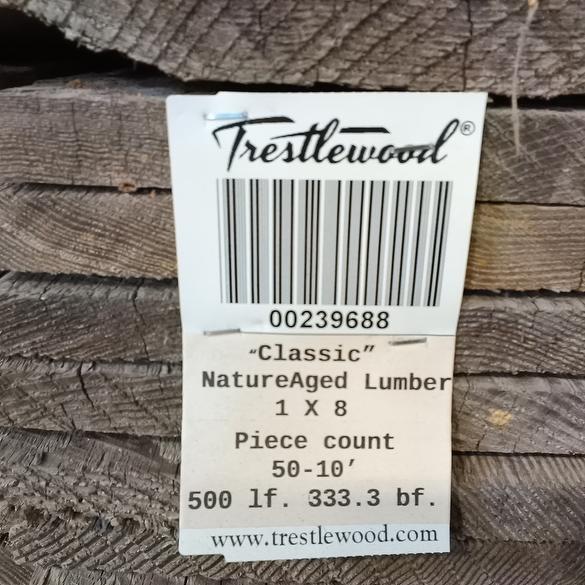 Trestlewood®
00239688
"Classic"
NatureAged Lumber
1 X 8
Piece count
50-10'
500 lf. 333.3 bf.
www.trestlewood.com